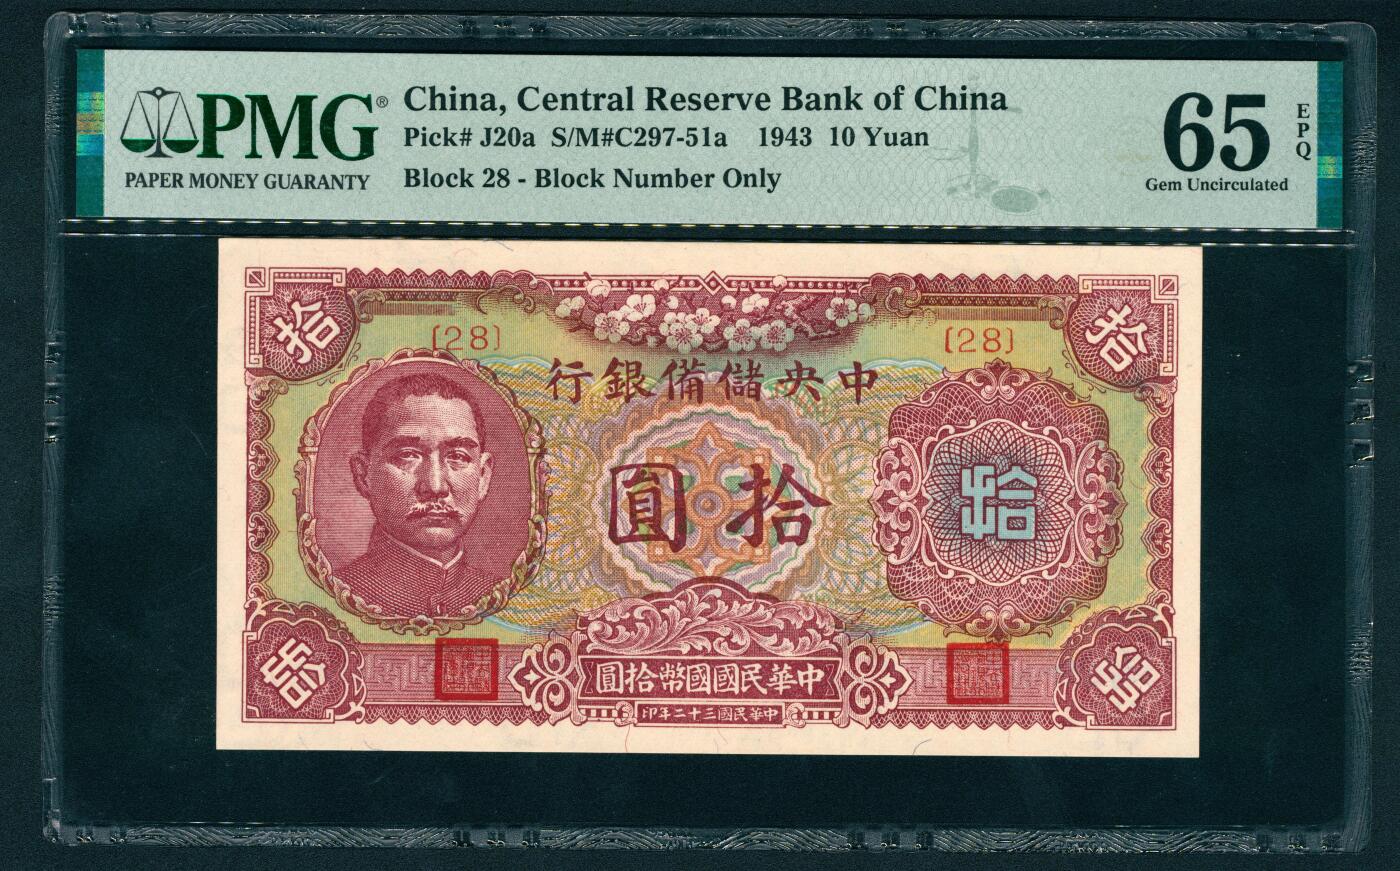 PMG®
PAPER MONEY GUARANTY
China, Central Reserve Bank of China
Pick# J20a S/M#C297-51a 1943 10 Yuan
Block 28 - Block Number Only
65
EPQ
Gem Uncirculated
拾
拾
[28]
[28]
中央儲備銀行
拾圓
拾
中華民國國幣拾圓
中華民國三十二年印
拾
拾